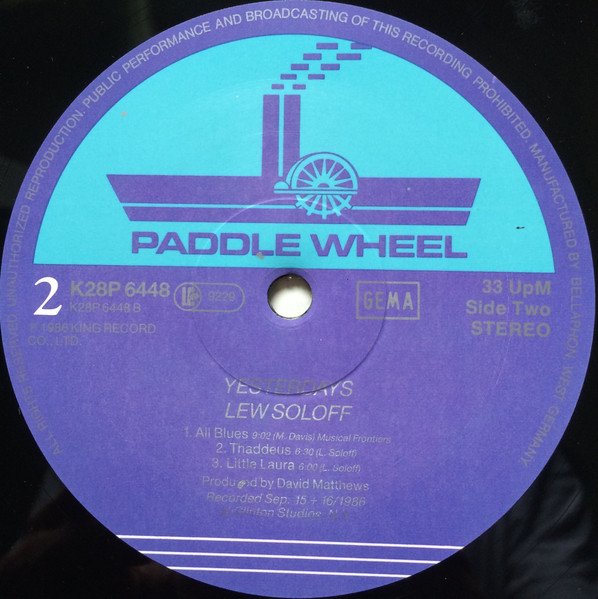 ALL RIGHTS RESERVED UNAUTHORIZED REPRODUCTION, PUBLIC PERFORMANCE AND BROADCASTING OF THIS RECORDING PROHIBITED. MANUFACTURED BY BELLAPHON, WEST GERMANY.
PADDLE WHEEL
2
K28P 6448
K28P 6448 B
9229
GEMA
33 UpM
Side Two
STEREO
℗ 1986 KING RECORD
CO., LTD.
YESTERDAYS
LEW SOLOFF
1. All Blues 9:02 (M. Davis) Musical Frontiers
2. Thaddeus 6:30 (L. Soloff)
3. Little Laura 6:00 (L. Soloff)
Produced by David Matthews
Recorded Sep. 15 + 16/1986
Clinton Studios,